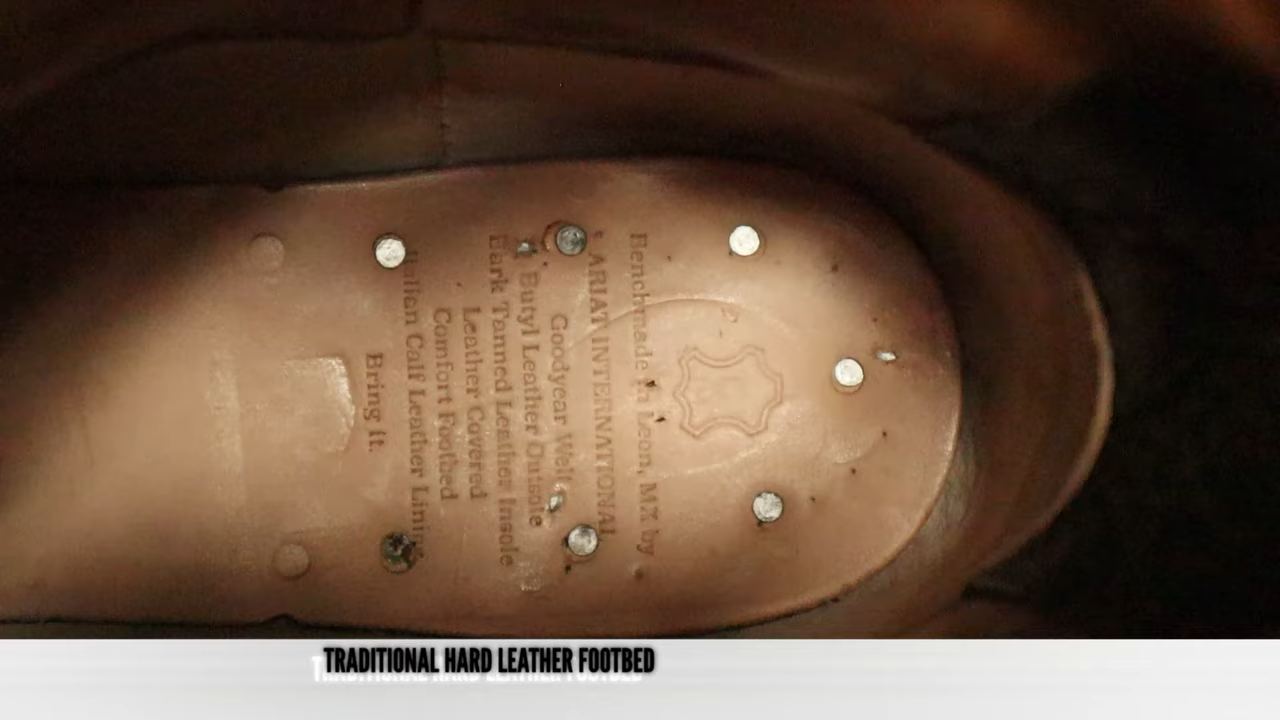 Benchmade in Leon, MX by
ARIAT INTERNATIONAL
Goodyear Welt
Butyl Leather Outsole
Bark Tanned Leather Insole
Leather Covered
Comfort Footbed
Italian Calf Leather Lining
Bring it.
TRADITIONAL HARD LEATHER FOOTBED